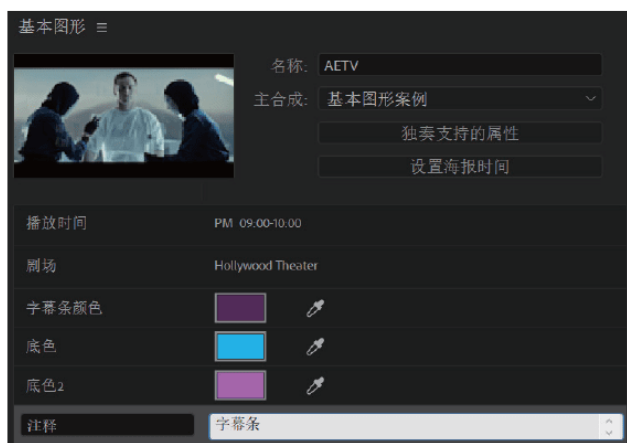 基本图形
名称: AETV
主合成: 基本图形案例
独奏支持的属性
设置海报时间
播放时间 PM 09:00-10:00
剧场 Hollywood Theater
字幕条颜色
底色
底色2
注释 字幕条